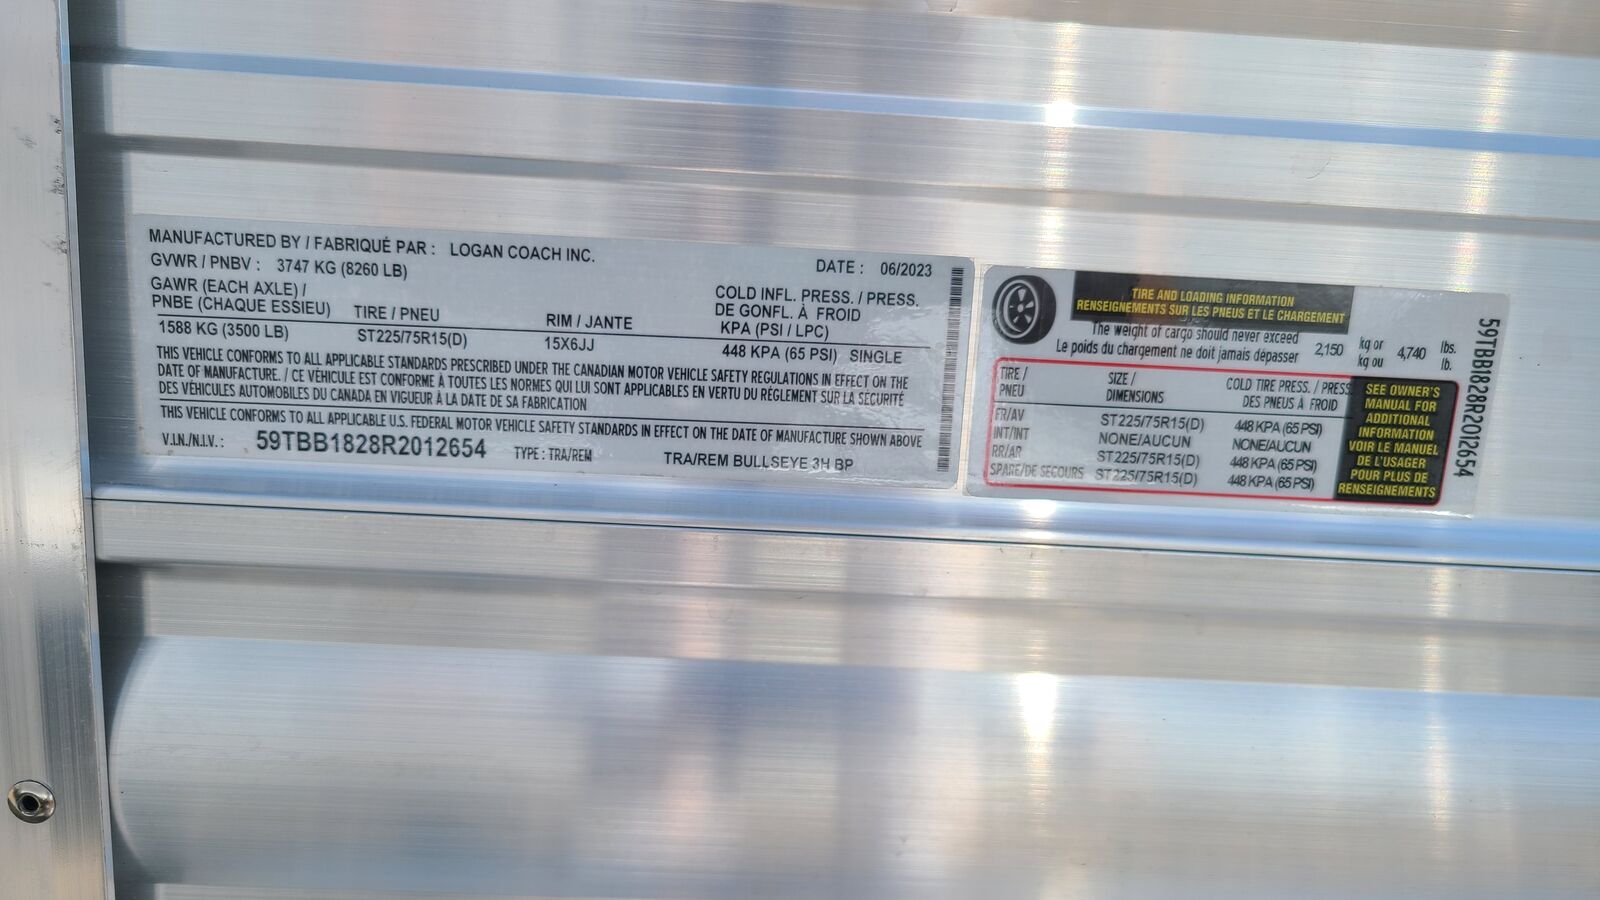 MANUFACTURED BY / FABRIQUÉ PAR : LOGAN COACH INC.
GVWR / PNBV : 3747 KG (8260 LB)
DATE : 06/2023
GAWR (EACH AXLE) /
PNBE (CHAQUE ESSIEU)
TIRE / PNEU
RIM / JANTE
COLD INFL. PRESS. / PRESS.
DE GONFL. À FROID
KPA (PSI / LPC)
1588 KG (3500 LB) ST225/75R15(D) 15X6JJ 448 KPA (65 PSI) SINGLE
THIS VEHICLE CONFORMS TO ALL APPLICABLE STANDARDS PRESCRIBED UNDER THE CANADIAN MOTOR VEHICLE SAFETY REGULATIONS IN EFFECT ON THE
DATE OF MANUFACTURE. / CE VÉHICULE EST CONFORME À TOUTES LES NORMES QUI LUI SONT APPLICABLES EN VERTU DU RÉGLEMENT SUR LA SÉCURITÉ
DES VÉHICULES AUTOMOBILES DU CANADA EN VIGUEUR À LA DATE DE SA FABRICATION
THIS VEHICLE CONFORMS TO ALL APPLICABLE U.S. FEDERAL MOTOR VEHICLE SAFETY STANDARDS IN EFFECT ON THE DATE OF MANUFACTURE SHOWN ABOVE
V.I.N./N.I.V. : 59TBB1828R2012654 TYPE : TRA/REM TRA/REM BULLSEYE 3H BP
TIRE AND LOADING INFORMATION
RENSEIGNEMENTS SUR LES PNEUS ET LE CHARGEMENT
The weight of cargo should never exceed
Le poids du chargement ne doit jamais dépasser
2,150
kg or
kg ou
4,740
lbs.
lb.
TIRE /
PNEU
SIZE /
DIMENSIONS
COLD TIRE PRESS. / PRESS
DES PNEUS À FROID
FR/AV ST225/75R15(D) 448 KPA (65 PSI)
INT/INT NONE/AUCUN NONE/AUCUN
RR/AR ST225/75R15(D) 448 KPA (65 PSI)
SPARE/DE SECOURS ST225/75R15(D) 448 KPA (65 PSI)
SEE OWNER'S
MANUAL FOR
ADDITIONAL
INFORMATION
VOIR LE MANUEL
DE L'USAGER
POUR PLUS DE
RENSEIGNEMENTS
59TBB1828R2012654